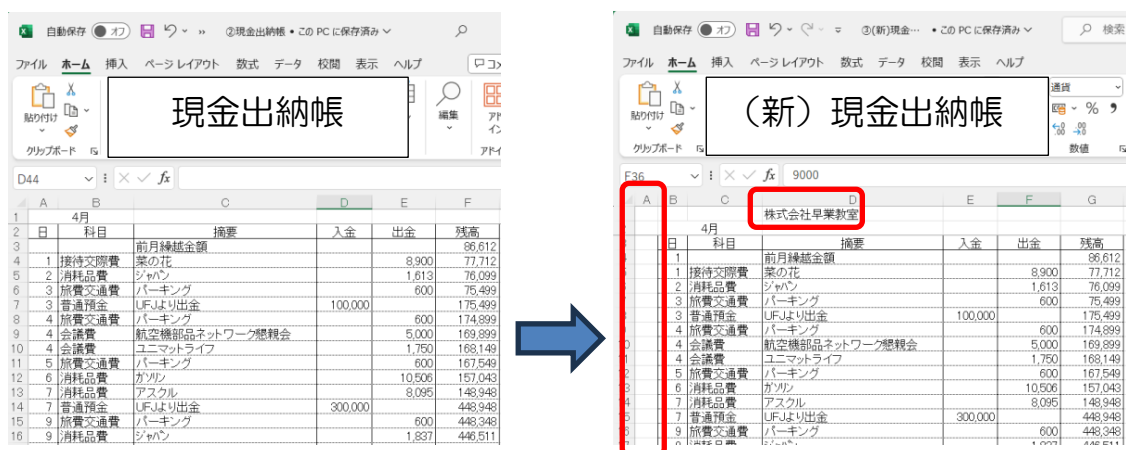 自動保存 オフ ②現金出納帳 • この PC に保存済み
ファイル ホーム 挿入 ページ レイアウト 数式 データ 校閲 表示 ヘルプ
貼り付け 編集
現金出納帳
クリップボード
D44 fx
A B C D E F
1 4月
2 日 科目 摘要 入金 出金 残高
3 前月繰越金額 86,612
4 1 接待交際費 菜の花 8,900 77,712
5 2 消耗品費 ジャパン 1,613 76,099
6 3 旅費交通費 パーキング 600 75,499
7 3 普通預金 UFJより出金 100,000 175,499
8 4 旅費交通費 パーキング 600 174,899
9 4 会議費 航空機部品ネットワーク懇親会 5,000 169,899
10 4 会議費 ユニマットライフ 1,750 168,149
11 5 旅費交通費 パーキング 600 167,549
12 6 消耗品費 ガソリン 10,506 157,043
13 7 消耗品費 アスクル 8,095 148,948
14 7 普通預金 UFJより出金 300,000 448,948
15 9 旅費交通費 パーキング 600 448,348
16 9 消耗品費 ジャパン 1,837 446,511
自動保存 オフ ③(新)現金… • この PC に保存済み 検索
ファイル ホーム 挿入 ページ レイアウト 数式 データ 校閲 表示 ヘルプ
貼り付け 通貨
（新）現金出納帳
% 9
クリップボード 数値
F36 fx 9000
A B C D E F G
株式会社早業教室
4月
日 科目 摘要 入金 出金 残高
1 前月繰越金額 86,612
1 接待交際費 菜の花 8,900 77,712
2 消耗品費 ジャパン 1,613 76,099
3 旅費交通費 パーキング 600 75,499
3 普通預金 UFJより出金 100,000 175,499
4 旅費交通費 パーキング 600 174,899
4 会議費 航空機部品ネットワーク懇親会 5,000 169,899
4 会議費 ユニマットライフ 1,750 168,149
5 旅費交通費 パーキング 600 167,549
6 消耗品費 ガソリン 10,506 157,043
7 消耗品費 アスクル 8,095 148,948
7 普通預金 UFJより出金 300,000 448,948
9 旅費交通費 パーキング 600 448,348